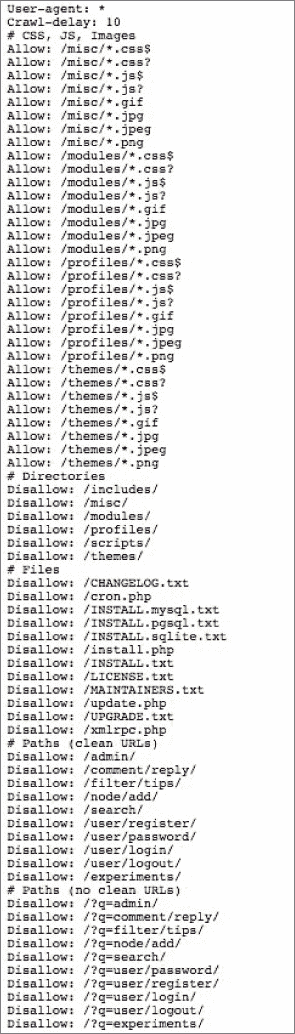 User-agent: *
Crawl-delay: 10
# CSS, JS, Images
Allow: /misc/*.css$
Allow: /misc/*.css?
Allow: /misc/*.js$
Allow: /misc/*.js?
Allow: /misc/*.gif
Allow: /misc/*.jpg
Allow: /misc/*.jpeg
Allow: /misc/*.png
Allow: /modules/*.css$
Allow: /modules/*.css?
Allow: /modules/*.js$
Allow: /modules/*.js?
Allow: /modules/*.gif
Allow: /modules/*.jpg
Allow: /modules/*.jpeg
Allow: /modules/*.png
Allow: /profiles/*.css$
Allow: /profiles/*.css?
Allow: /profiles/*.js$
Allow: /profiles/*.js?
Allow: /profiles/*.gif
Allow: /profiles/*.jpg
Allow: /profiles/*.jpeg
Allow: /profiles/*.png
Allow: /themes/*.css$
Allow: /themes/*.css?
Allow: /themes/*.js$
Allow: /themes/*.js?
Allow: /themes/*.gif
Allow: /themes/*.jpg
Allow: /themes/*.jpeg
Allow: /themes/*.png
# Directories
Disallow: /includes/
Disallow: /misc/
Disallow: /modules/
Disallow: /profiles/
Disallow: /scripts/
Disallow: /themes/
# Files
Disallow: /CHANGELOG.txt
Disallow: /cron.php
Disallow: /INSTALL.mysql.txt
Disallow: /INSTALL.pgsql.txt
Disallow: /INSTALL.sqlite.txt
Disallow: /install.php
Disallow: /INSTALL.txt
Disallow: /LICENSE.txt
Disallow: /MAINTAINERS.txt
Disallow: /update.php
Disallow: /UPGRADE.txt
Disallow: /xmlrpc.php
# Paths (clean URLs)
Disallow: /admin/
Disallow: /comment/reply/
Disallow: /filter/tips/
Disallow: /node/add/
Disallow: /search/
Disallow: /user/register/
Disallow: /user/password/
Disallow: /user/login/
Disallow: /user/logout/
Disallow: /experiments/
# Paths (no clean URLs)
Disallow: /?q=admin/
Disallow: /?q=comment/reply/
Disallow: /?q=filter/tips/
Disallow: /?q=node/add/
Disallow: /?q=search/
Disallow: /?q=user/password/
Disallow: /?q=user/register/
Disallow: /?q=user/login/
Disallow: /?q=user/logout/
Disallow: /?q=experiments/